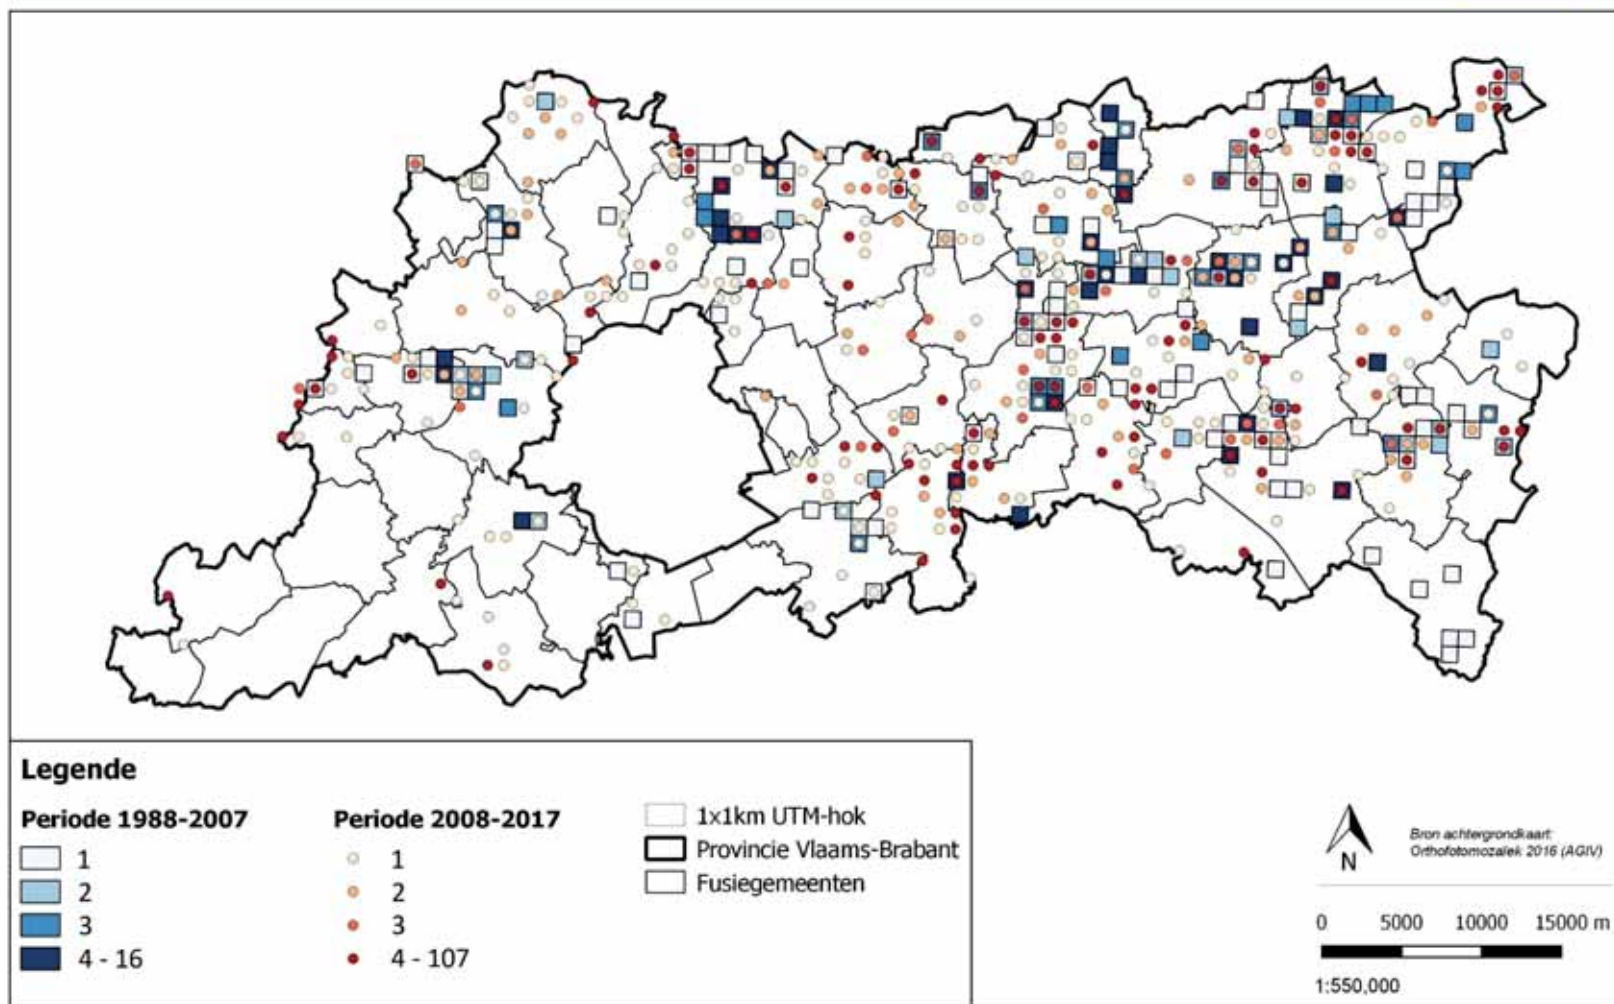 Legende
Periode 1988-2007
1
2
3
4 - 16
Periode 2008-2017
1
2
3
4 - 107
1x1km UTM-hok
Provincie Vlaams-Brabant
Fusiegemeenten
N
Bron achtergrondkaart:
Orthofotomozaïek 2016 (AGIV)
0 5000 10000 15000 m
1:550,000